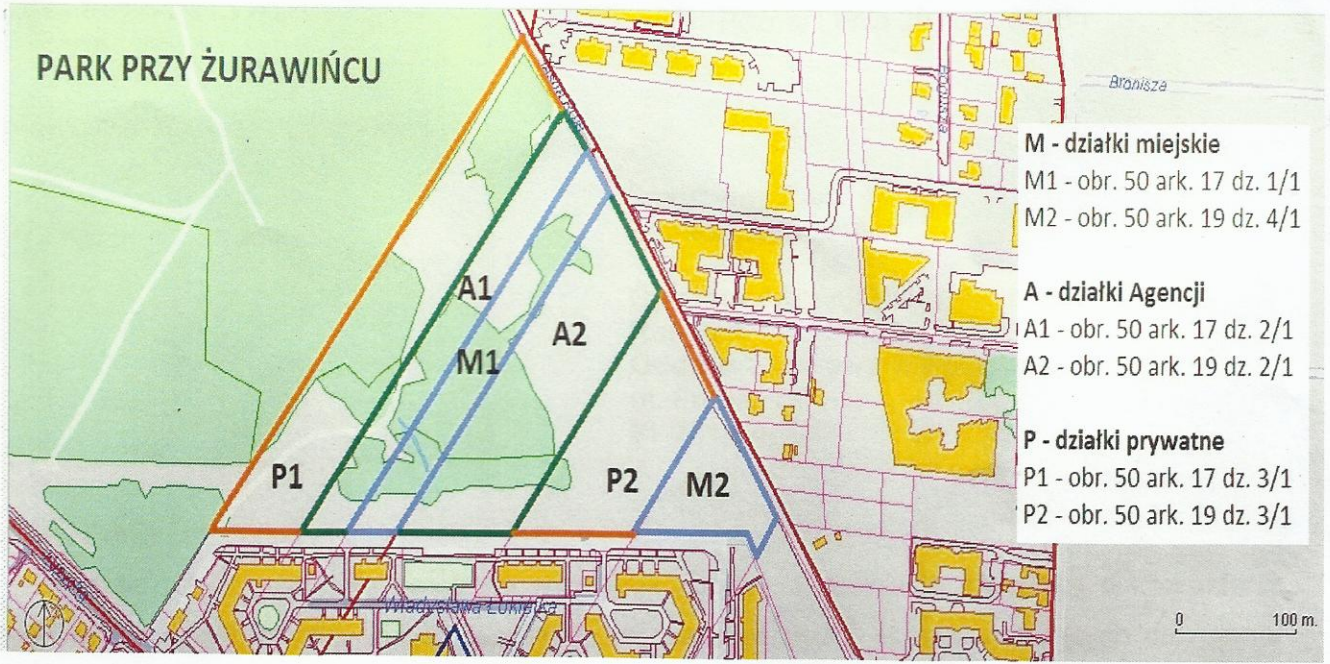 PARK PRZY ŻURAWIŃCU
Branisza
M - działki miejskie
M1 - obr. 50 ark. 17 dz. 1/1
M2 - obr. 50 ark. 19 dz. 4/1
A - działki Agencji
A1 - obr. 50 ark. 17 dz. 2/1
A2 - obr. 50 ark. 19 dz. 2/1
P - działki prywatne
P1 - obr. 50 ark. 17 dz. 3/1
P2 - obr. 50 ark. 19 dz. 3/1
A1
A2
M1
P1
P2
M2
Władysława Łokietka
0 100 m.